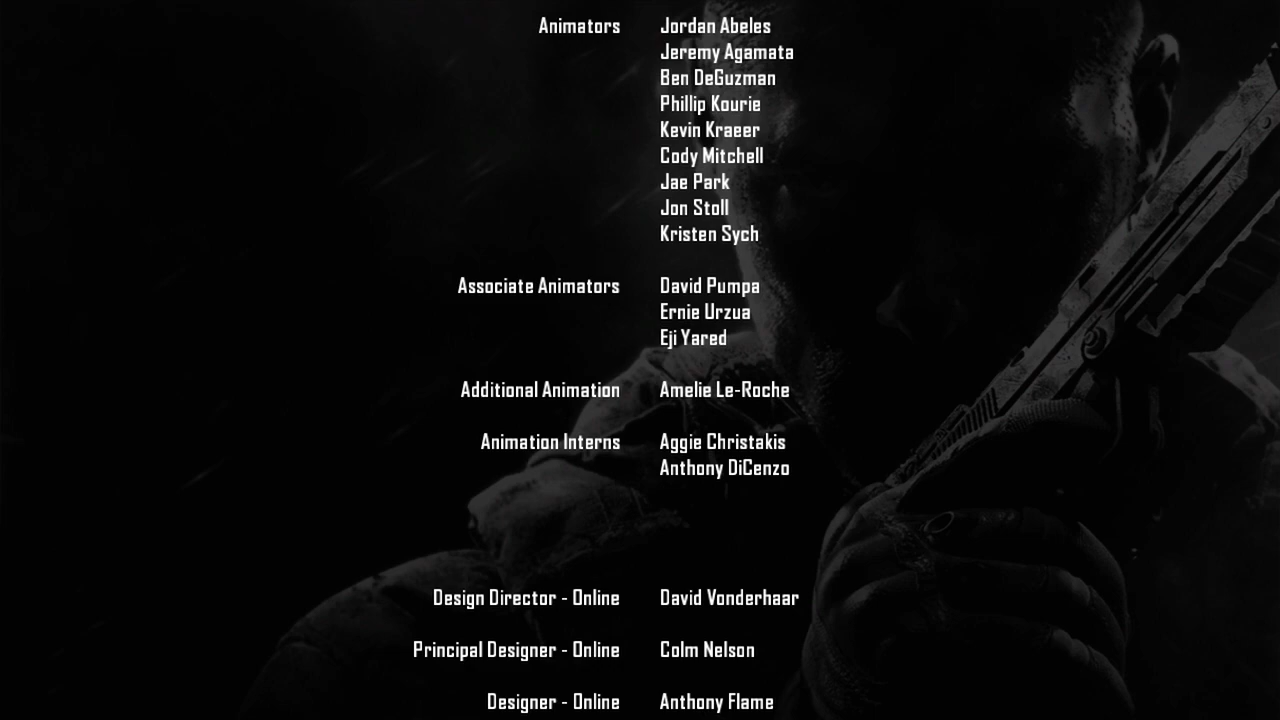 Animators Jordan Abeles
Jeremy Agamata
Ben DeGuzman
Phillip Kourie
Kevin Kraeer
Cody Mitchell
Jae Park
Jon Stoll
Kristen Sych
Associate Animators David Pumpa
Ernie Urzua
Eji Yared
Additional Animation Amelie Le-Roche
Animation Interns Aggie Christakis
Anthony DiCenzo
Design Director - Online David Vonderhaar
Principal Designer - Online Colm Nelson
Designer - Online Anthony Flame